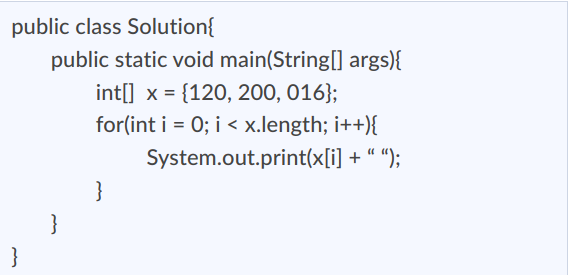 public class Solution{
public static void main(String[] args){
int[]  x = {120, 200, 016};
for(int i = 0; i < x.length; i++){
System.out.print(x[i] + “ “);
}
}
}